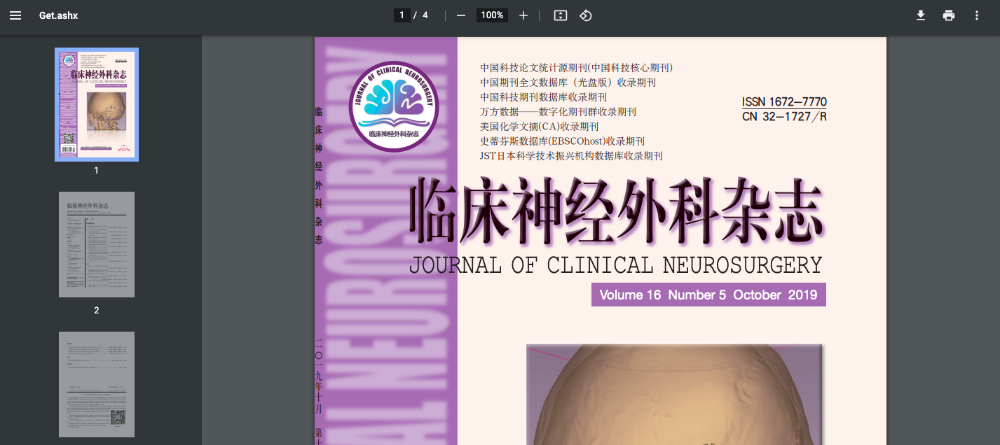 Get.ashx
1 / 4
100%
1
2
JOURNAL OF CLINICAL NEUROSURGERY
临床神经外科杂志
中国科技论文统计源期刊(中国科技核心期刊)
中国期刊全文数据库（光盘版）收录期刊
中国科技期刊数据库收录期刊
万方数据——数字化期刊群收录期刊
美国化学文摘(CA)收录期刊
史蒂芬斯数据库(EBSCOhost)收录期刊
JST日本科学技术振兴机构数据库收录期刊
ISSN 1672-7770
CN 32-1727/R
临床神经外科杂志
JOURNAL OF CLINICAL NEUROSURGERY
Volume 16 Number 5 October 2019
临床神经外科杂志
二〇一九年十月 第十
AL NEUROSURGERY